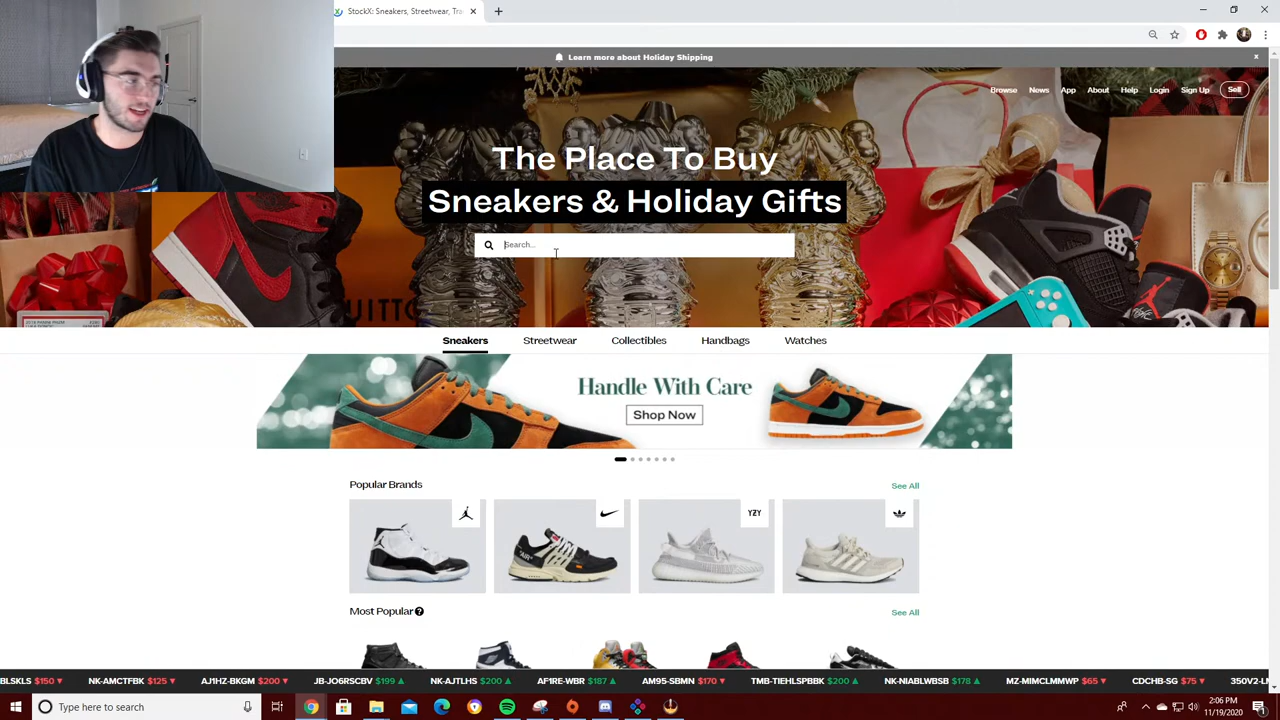 StockX: Sneakers, Streetwear, Tra
Learn more about Holiday Shipping
x
Browse News App About Help Login Sign Up Sell
The Place To Buy
Sneakers & Holiday Gifts
Search...
Sneakers Streetwear Collectibles Handbags Watches
Handle With Care
Shop Now
Popular Brands See All
YZY
"AIR"
Most Popular ? See All
BLSKLS $150 NK-AMCTFBK $125 AJ1HZ-BKGM $200 JB-JO6RSCBV $199 NK-AJTLHS $200 AF1RE-WBR $187 AM95-SBMN $170 TMB-TIEHLSPBBK $200 NK-NIABLWBSB $178 MZ-MIMCLMMWP $65 CDCHB-SG $75 350V2-L
Type here to search
2:06 PM
11/19/2020